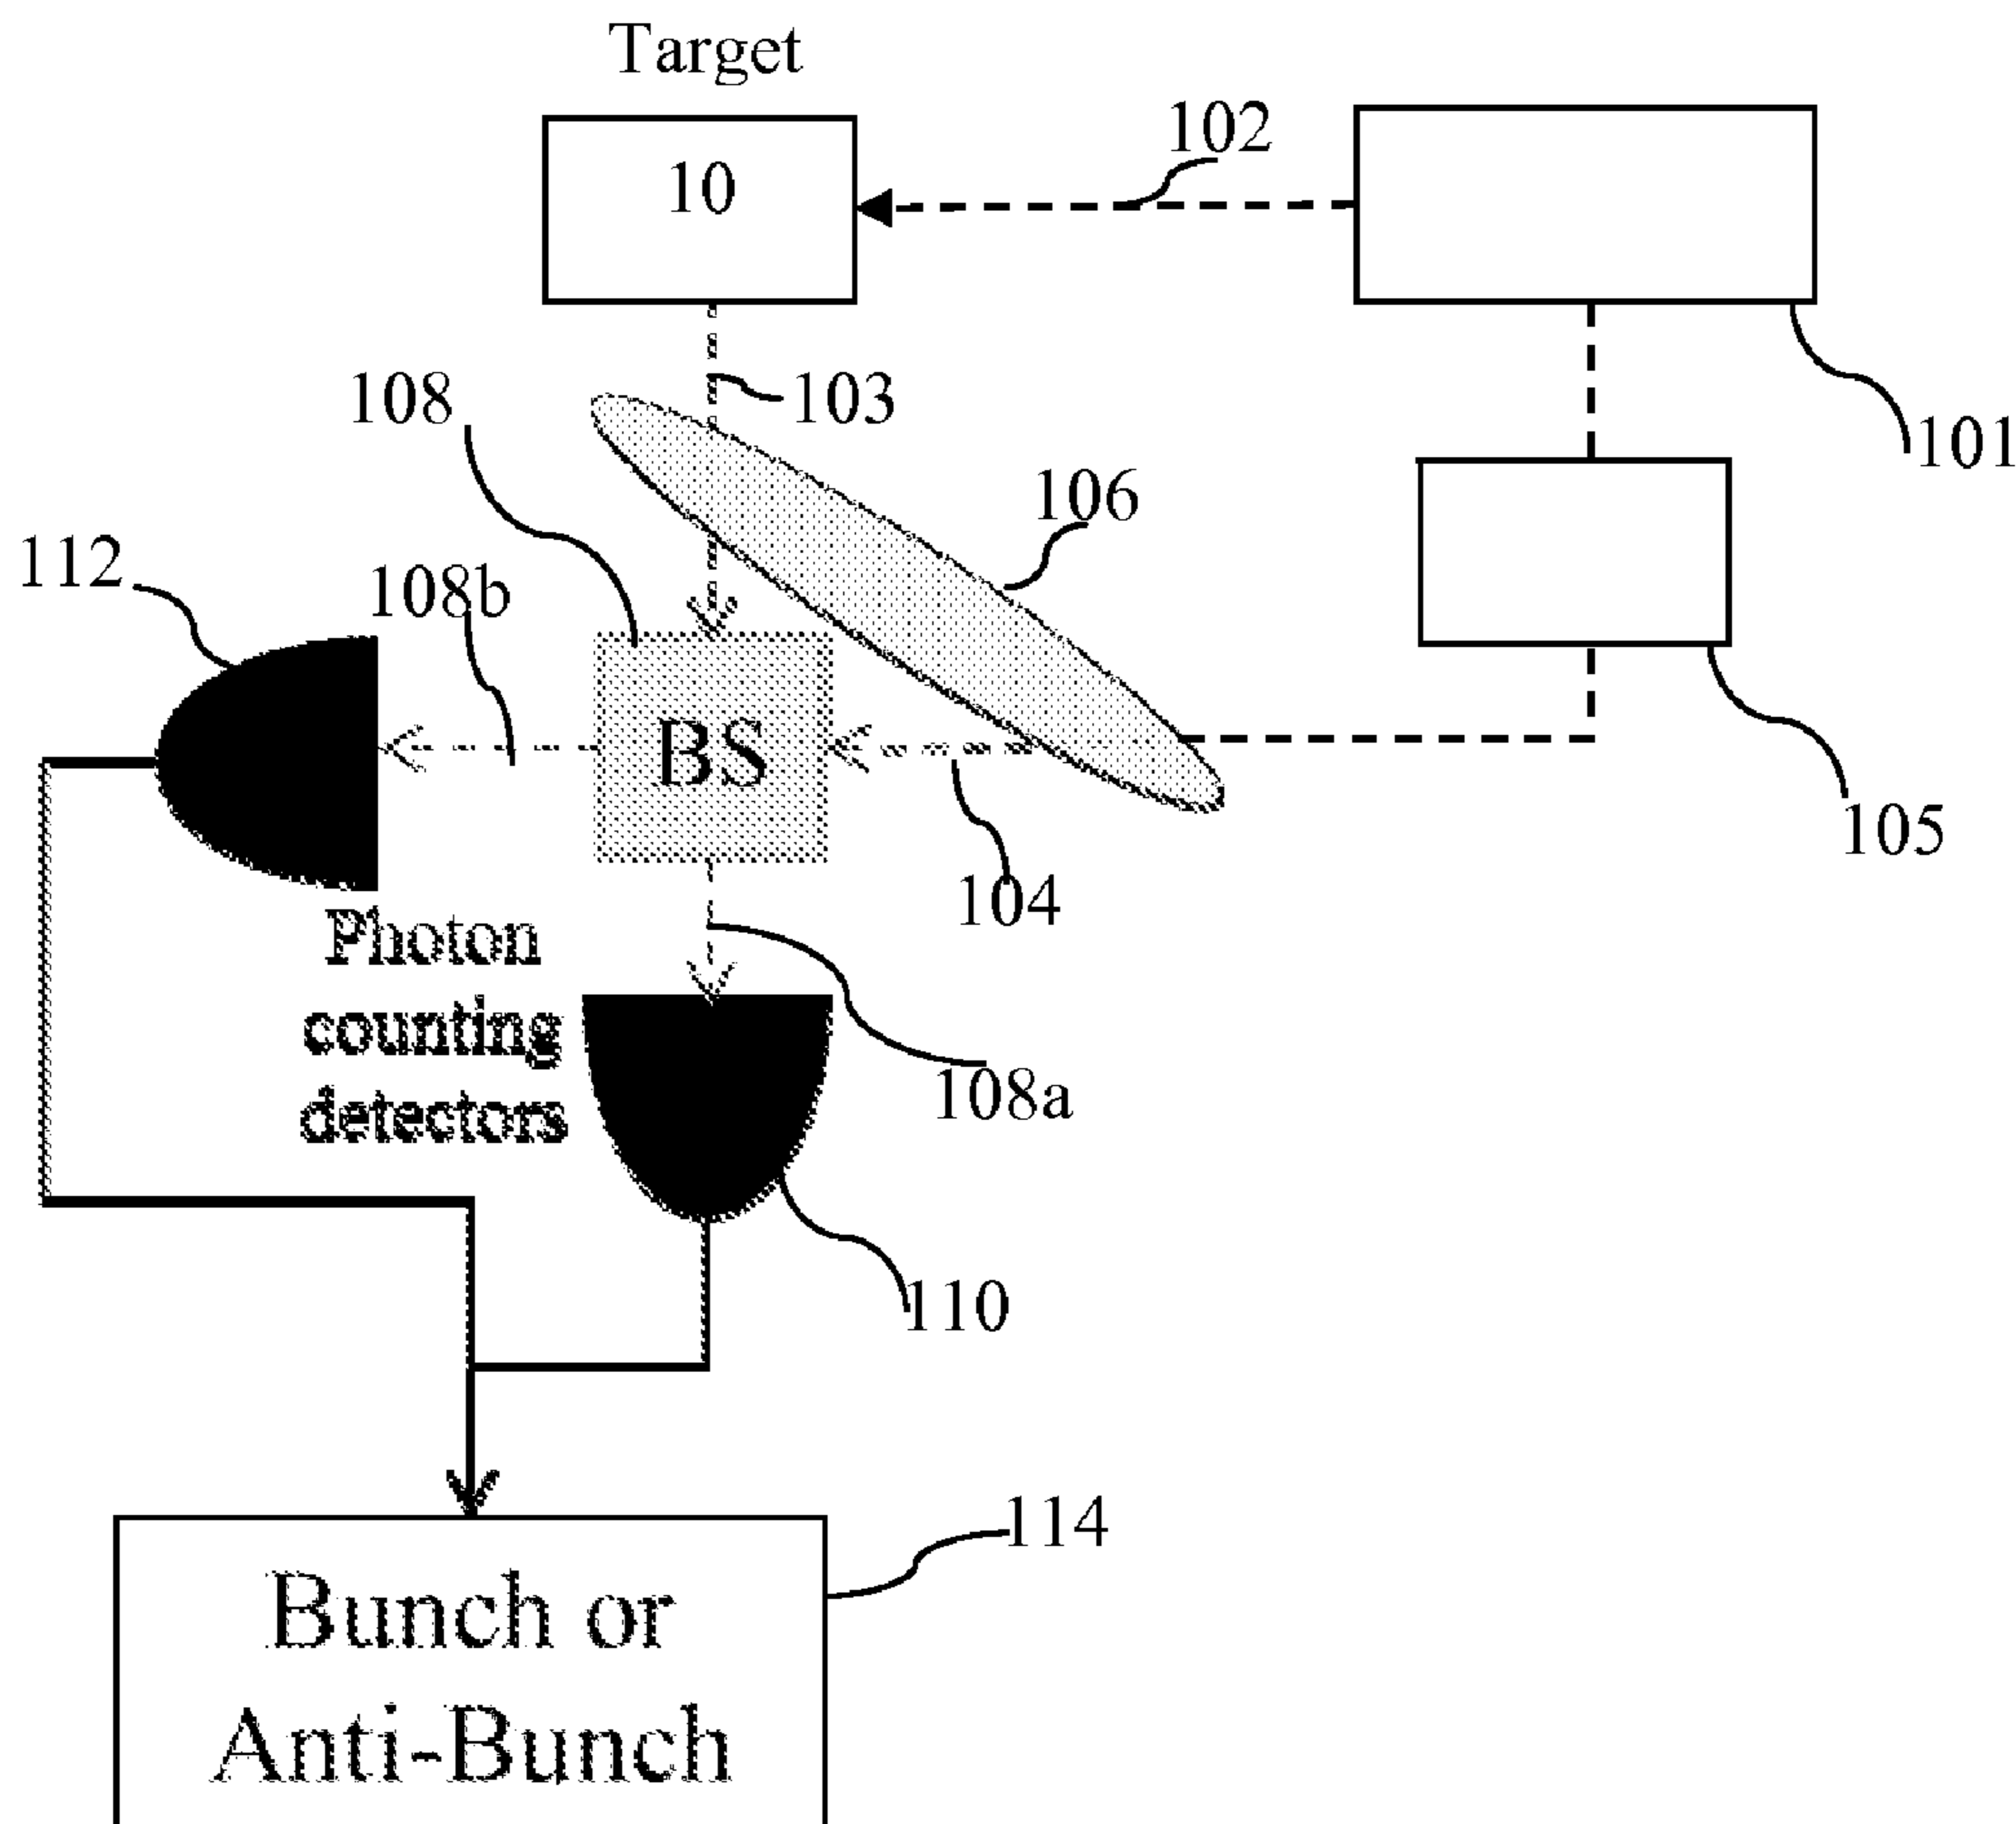 Target
102
10
108
103
101
106
112
108b
BS
105
104
Photon
counting
detectors
108a
110
114
Bunch or
Anti-Bunch